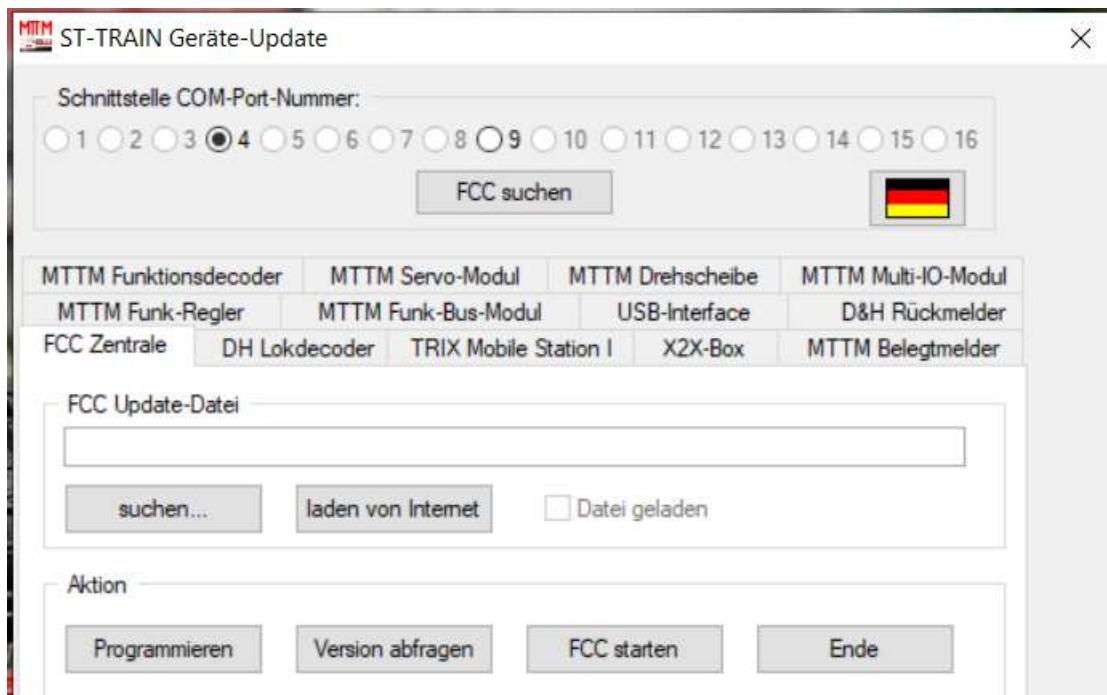 MTTM
ST-TRAIN Geräte-Update
Schnittstelle COM-Port-Nummer:
1 2 3 4 5 6 7 8 9 10 11 12 13 14 15 16
FCC suchen
MTTM Funktionsdecoder MTTM Servo-Modul MTTM Drehscheibe MTTM Multi-IO-Modul
MTTM Funk-Regler MTTM Funk-Bus-Modul USB-Interface D&H Rückmelder
FCC Zentrale DH Lokdecoder TRIX Mobile Station I X2X-Box MTTM Belegtmelder
FCC Update-Datei
suchen... laden von Internet Datei geladen
Aktion
Programmieren Version abfragen FCC starten Ende